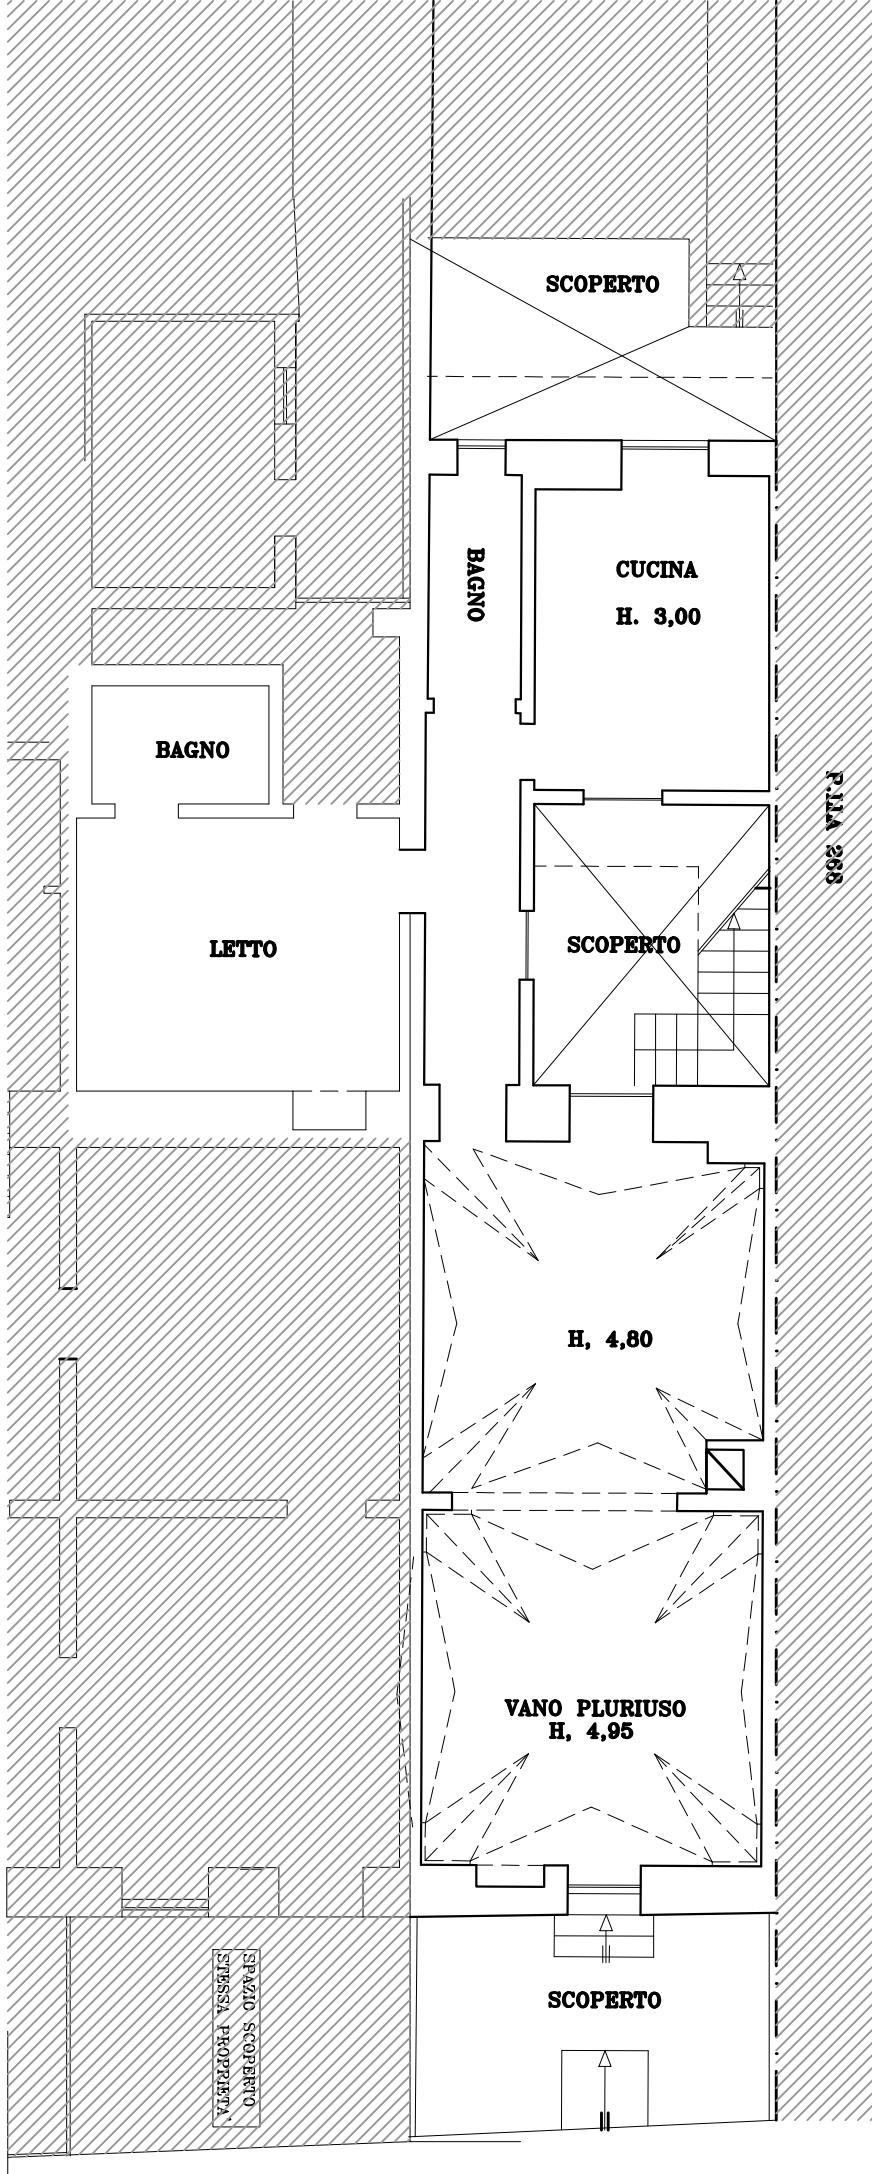 SCOPERTO
CUCINA
H. 3,00
BAGNO
BAGNO
P.LLA 268
LETTO
SCOPERTO
H, 4,80
VANO PLURIUSO
H, 4,95
SCOPERTO
SPAZIO SCOPERTO
STESSA PROPRIETA'